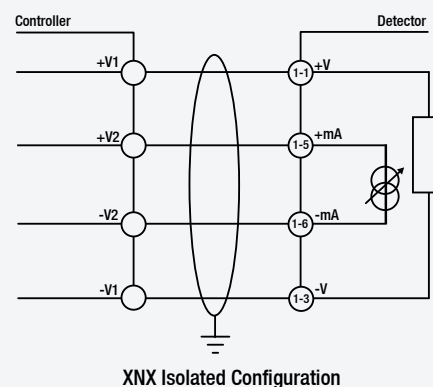 Controller Detector
+V1 1-1 +V
+V2 1-5 +mA
-V2 1-6 -mA
-V1 1-3 -V
XNX Isolated Configuration